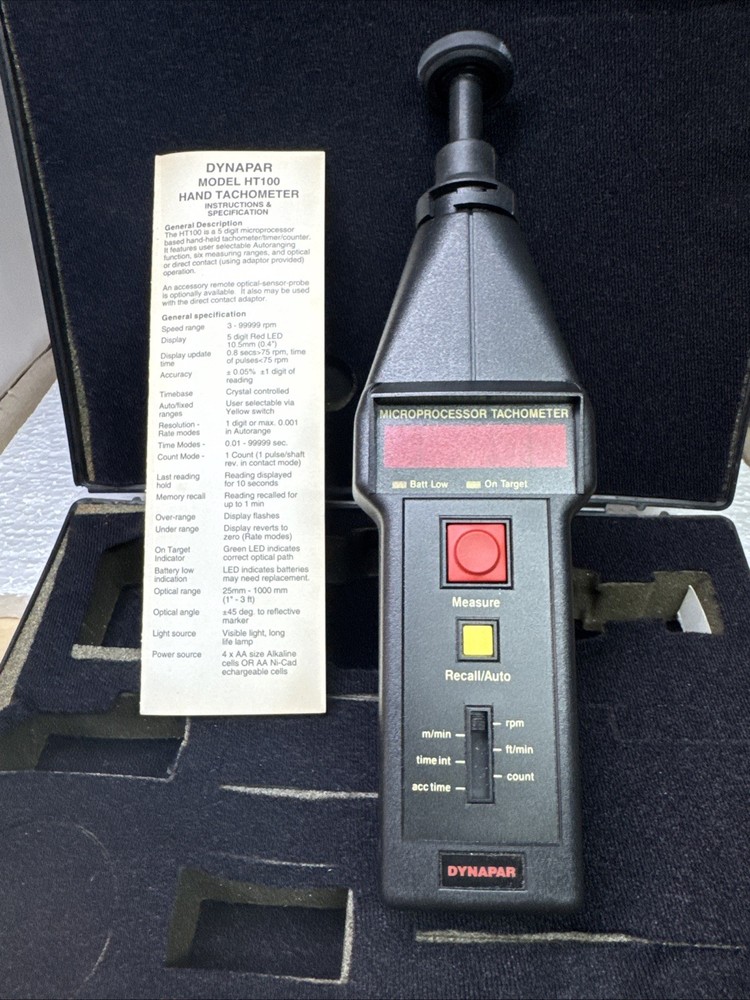 DYNAPAR
MODEL HT100
HAND TACHOMETER
INSTRUCTIONS &
SPECIFICATION
General Description
The HT100 is a 5 digit microprocessor
based hand-held tachometer/timer/counter.
It features user selectable Autoranging
function, six measuring ranges, and optical
or direct contact (using adaptor provided)
operation.
An accessory remote optical-sensor-probe
is optionally available. It also may be used
with the direct contact adaptor.
General specification
Speed range 3 - 99999 rpm
Display 5 digit Red LED
10.5mm (0.4")
Display update 0.8 secs>75 rpm, time
time of pulses<75 rpm
Accuracy ± 0.05% ±1 digit of
reading
Timebase Crystal controlled
Auto/fixed User selectable via
ranges Yellow switch
Resolution - 1 digit or max. 0.001
Rate modes in Autorange
Time Modes - 0.01 - 99999 sec.
Count Mode - 1 Count (1 pulse/shaft
rev. in contact mode)
Last reading Reading displayed
hold for 10 seconds
Memory recall Reading recalled for
up to 1 min
Over-range Display flashes
Under range Display reverts to
zero (Rate modes)
On Target Green LED indicates
Indicator correct optical path
Battery low LED indicates batteries
indication may need replacement.
Optical range 25mm - 1000 mm
(1" - 3 ft)
Optical angle ±45 deg. to reflective
marker
Light source Visible light, long
life lamp
Power source 4 x AA size Alkaline
cells OR AA Ni-Cad
echargeable cells
MICROPROCESSOR TACHOMETER
Batt Low On Target
Measure
Recall/Auto
rpm
m/min
ft/min
time int
count
acc time
DYNAPAR